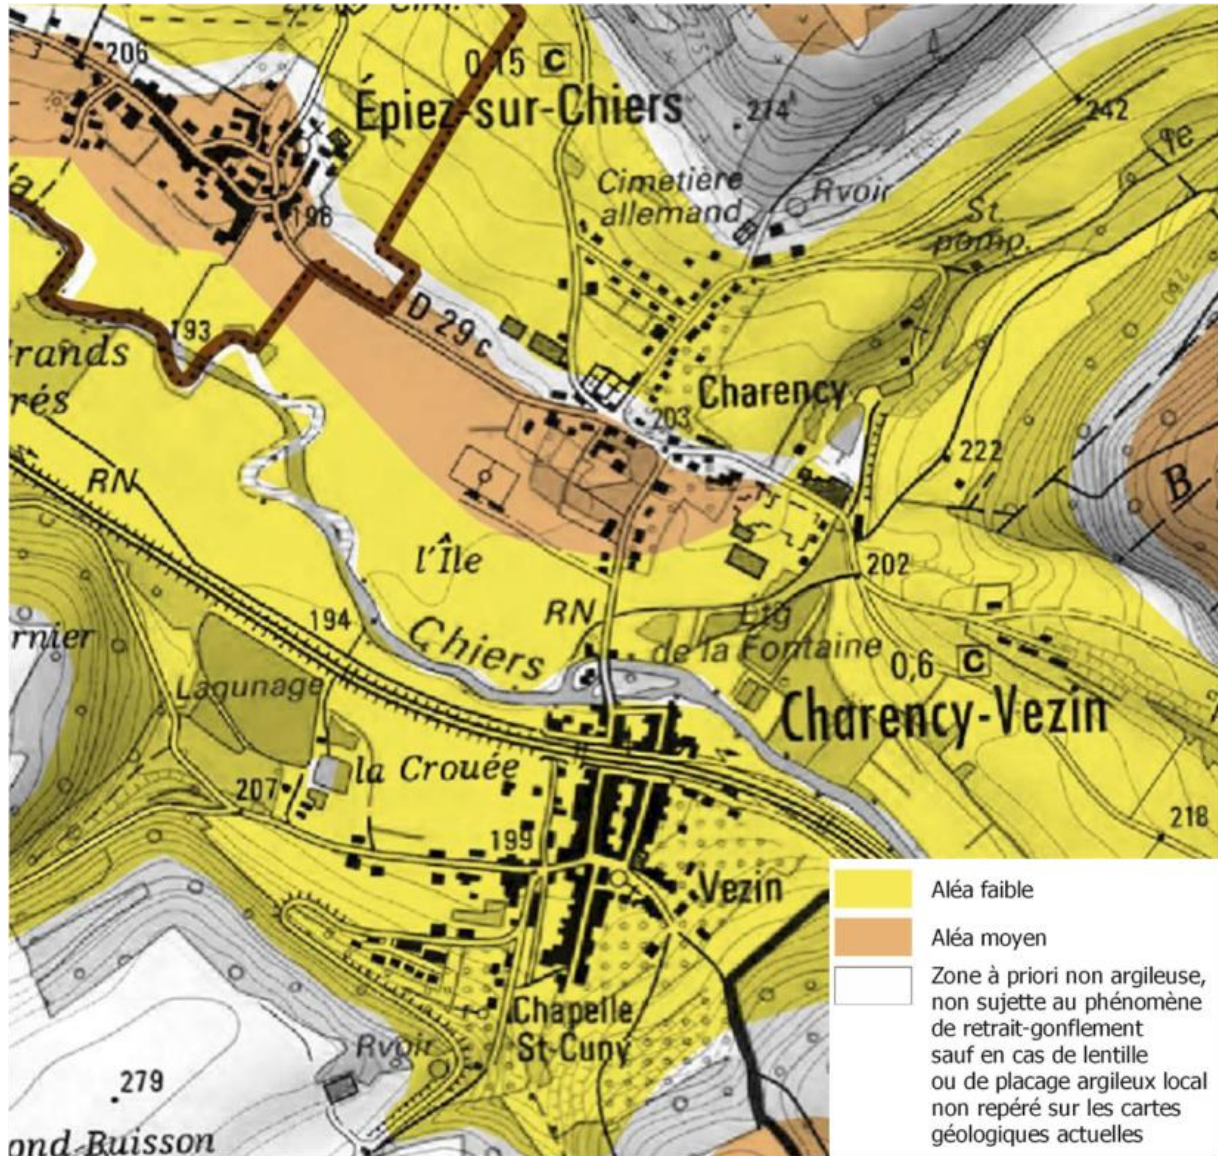 206
0,15 C
Épiez-sur-Chiers
274
242
Cimetière
allemand
Rvoir
St.
pomp.
196
193
D 29c
rands
rés
Charency
203
222
B
RN
l'Île
202
194
Chiers
RN
Etg
de la Fontaine
0,6 C
rnier
Lagunage
Charency-Vezin
la Crouée
207
199
218
Vezin
Chapelle
St-Cuny
Rvoir
279
ond-Buisson
Aléa faible
Aléa moyen
Zone à priori non argileuse,
non sujette au phénomène
de retrait-gonflement
sauf en cas de lentille
ou de placage argileux local
non repéré sur les cartes
géologiques actuelles